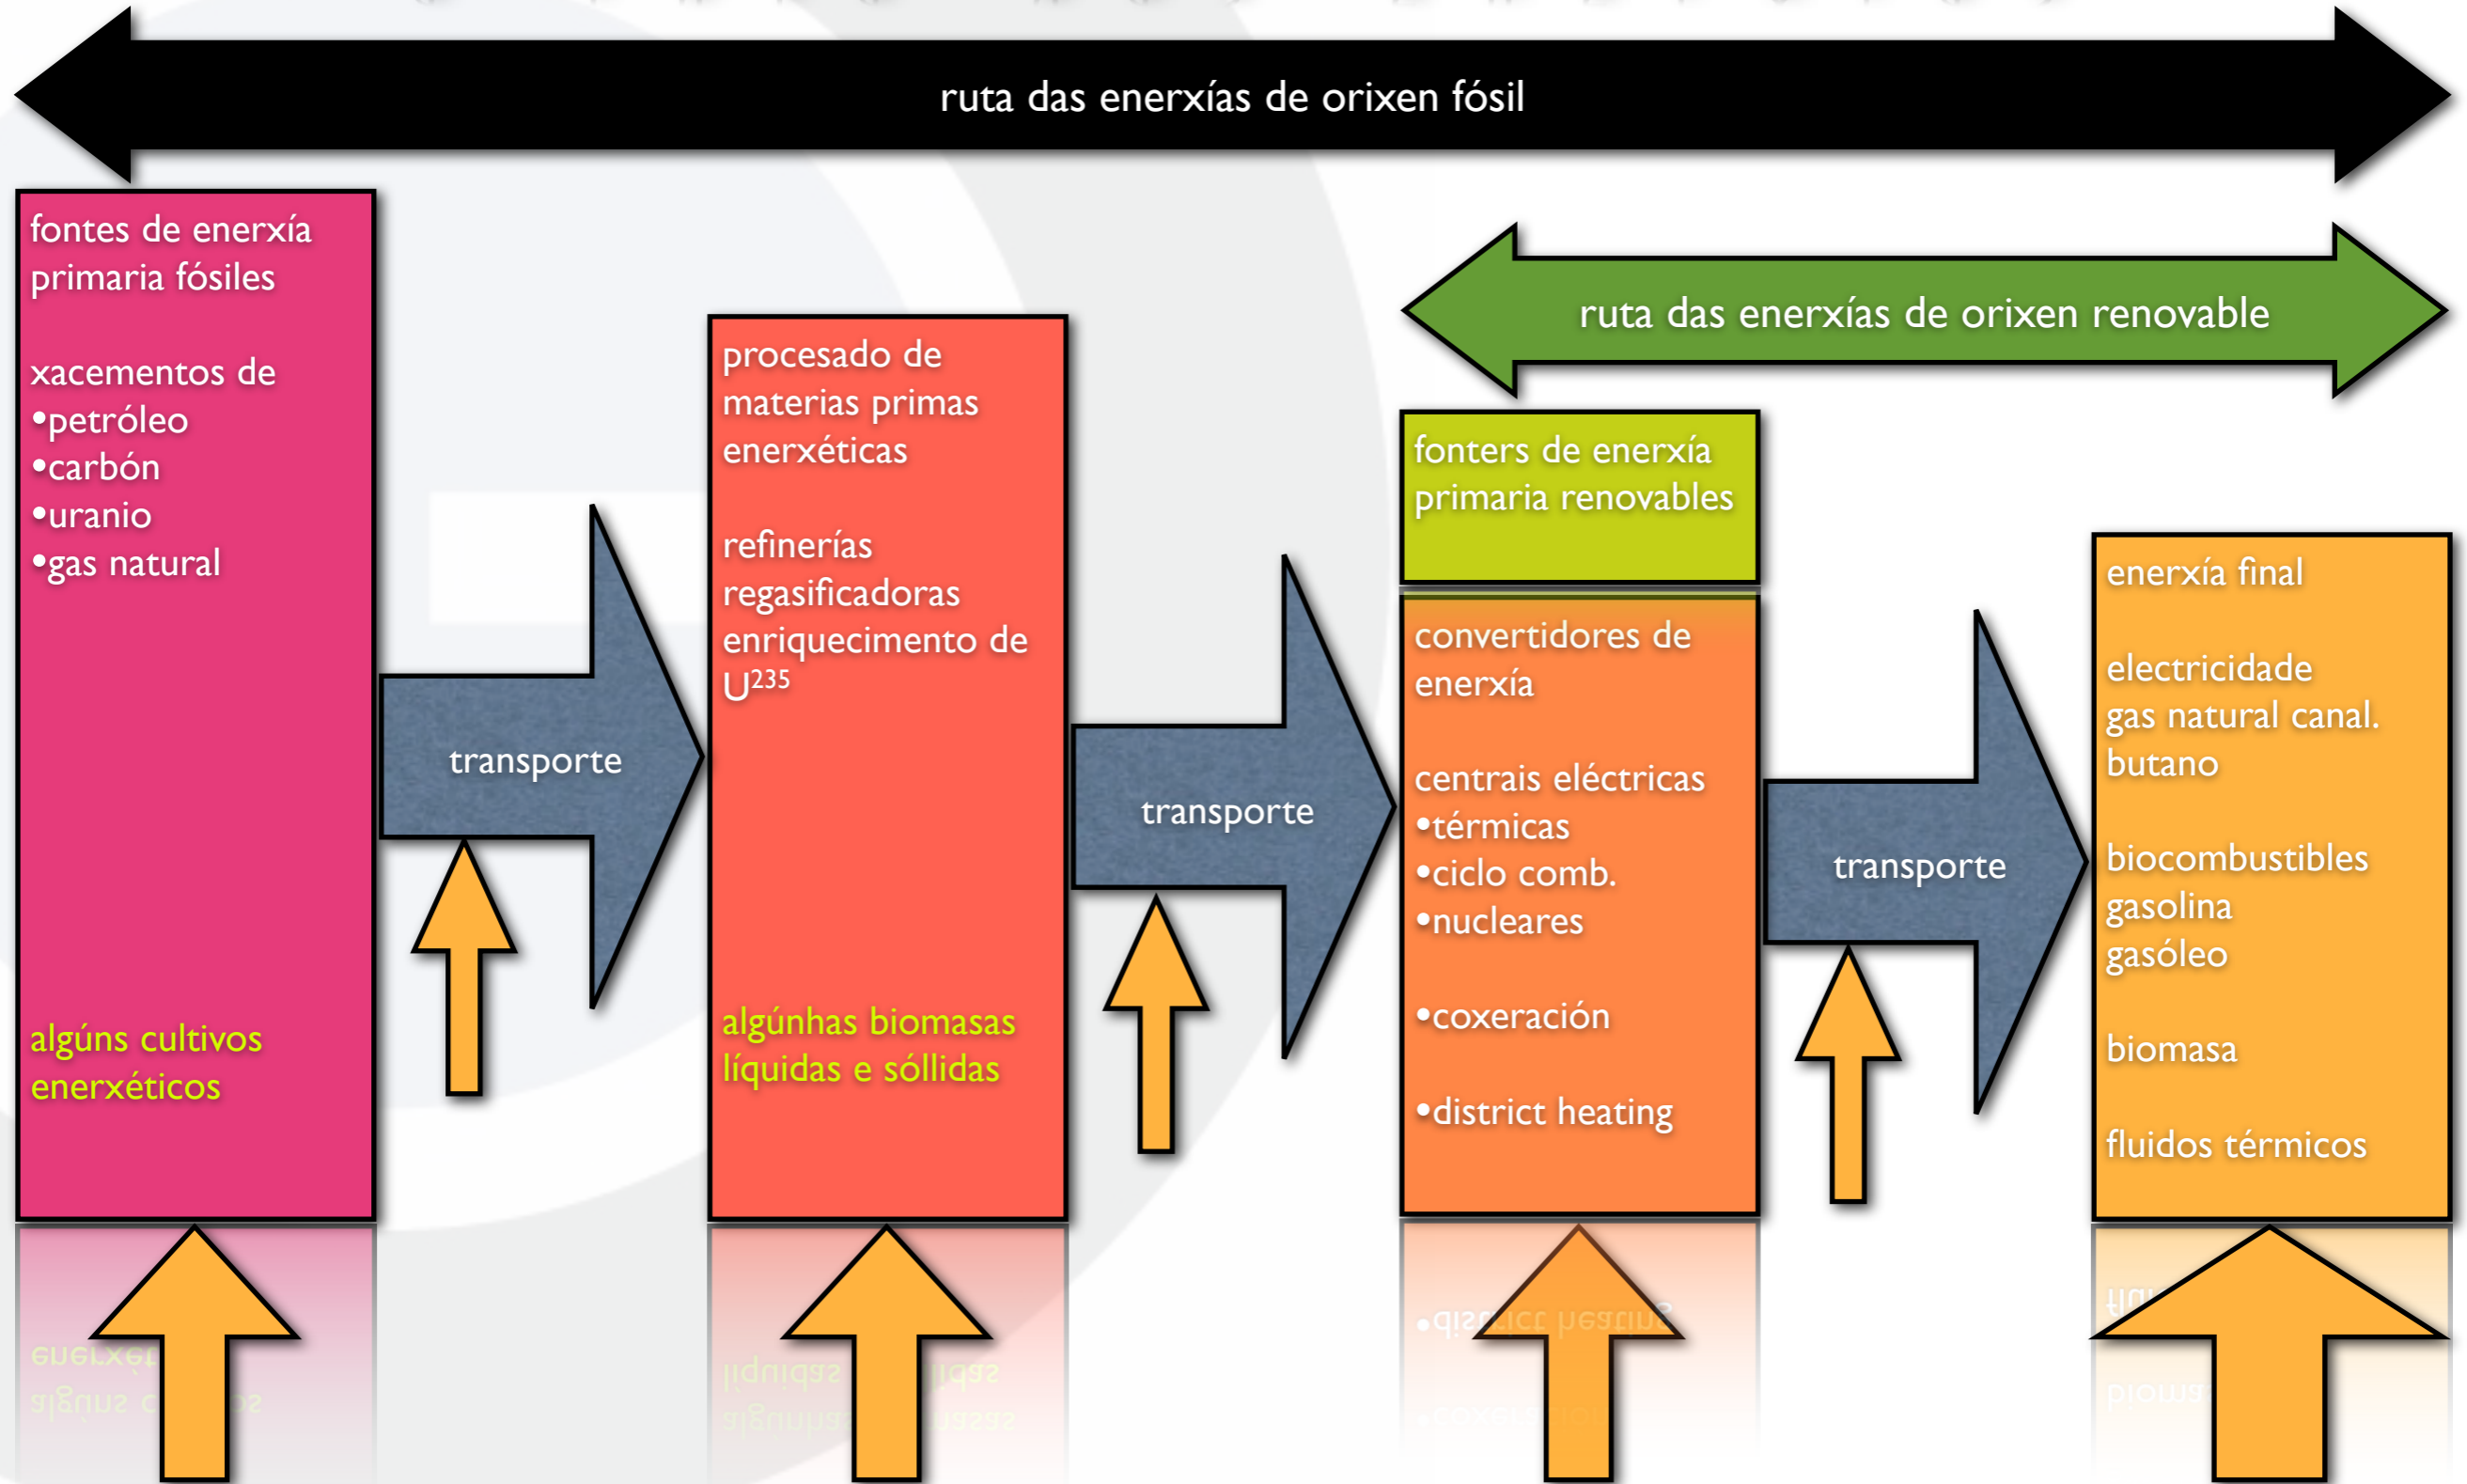 ruta das enerxías de orixen fósil
fontes de enerxía
primaria fósiles
xacementos de
•petróleo
•carbón
•uranio
•gas natural
algúns cultivos
enerxéticos
transporte
procesado de
materias primas
enerxéticas
refinerías
regasificadoras
enriquecimento de
U²³⁵
algúnhas biomasas
líquidas e sóllidas
transporte
ruta das enerxías de orixen renovable
fonters de enerxía
primaria renovables
convertidores de
enerxía
centrais eléctricas
•térmicas
•ciclo comb.
•nucleares
•coxeración
•district heating
transporte
enerxía final
electricidade
gas natural canal.
butano
biocombustibles
gasolina
gasóleo
biomasa
fluidos térmicos